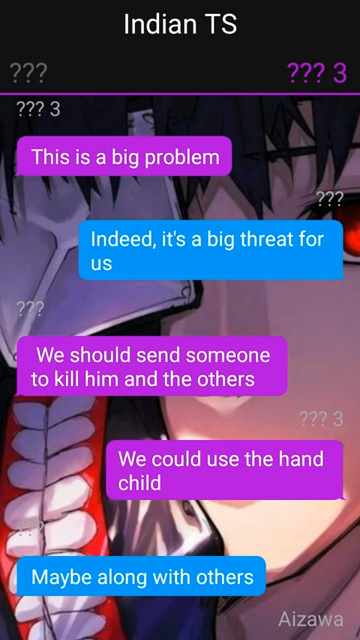 Indian TS
??? ??? 3
??? 3
This is a big problem
???
Indeed, it's a big threat for
us
???
We should send someone
to kill him and the others
??? 3
We could use the hand
child
???
Maybe along with others
Aizawa